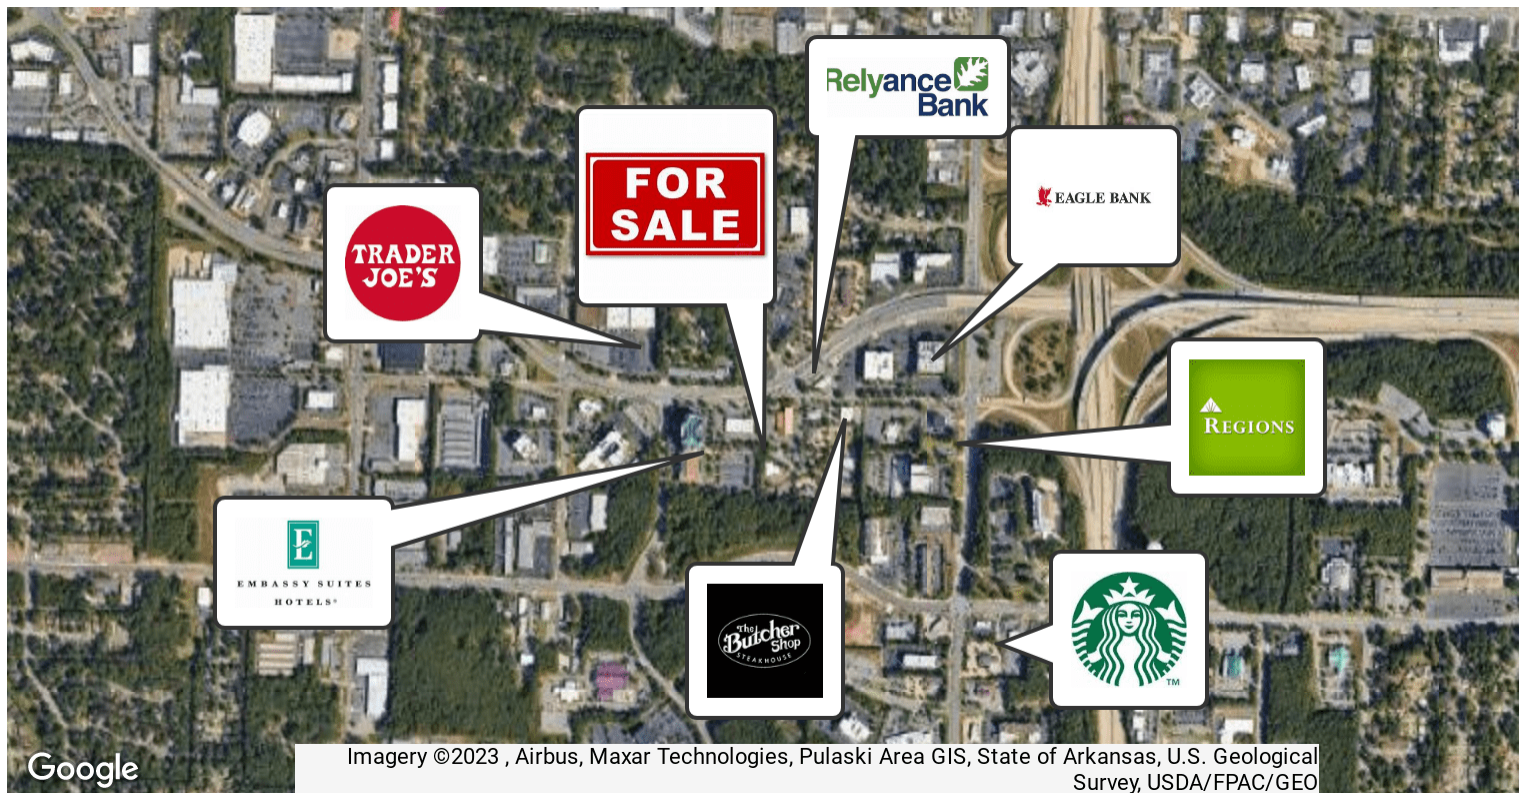 Relyance
Bank
FOR
SALE
EAGLE BANK
TRADER
JOE'S
REGIONS
E
EMBASSY SUITES
HOTELS®
The
Butcher
Shop
STEAKHOUSE
TM
Google
Imagery ©2023 , Airbus, Maxar Technologies, Pulaski Area GIS, State of Arkansas, U.S. Geological
Survey, USDA/FPAC/GEO